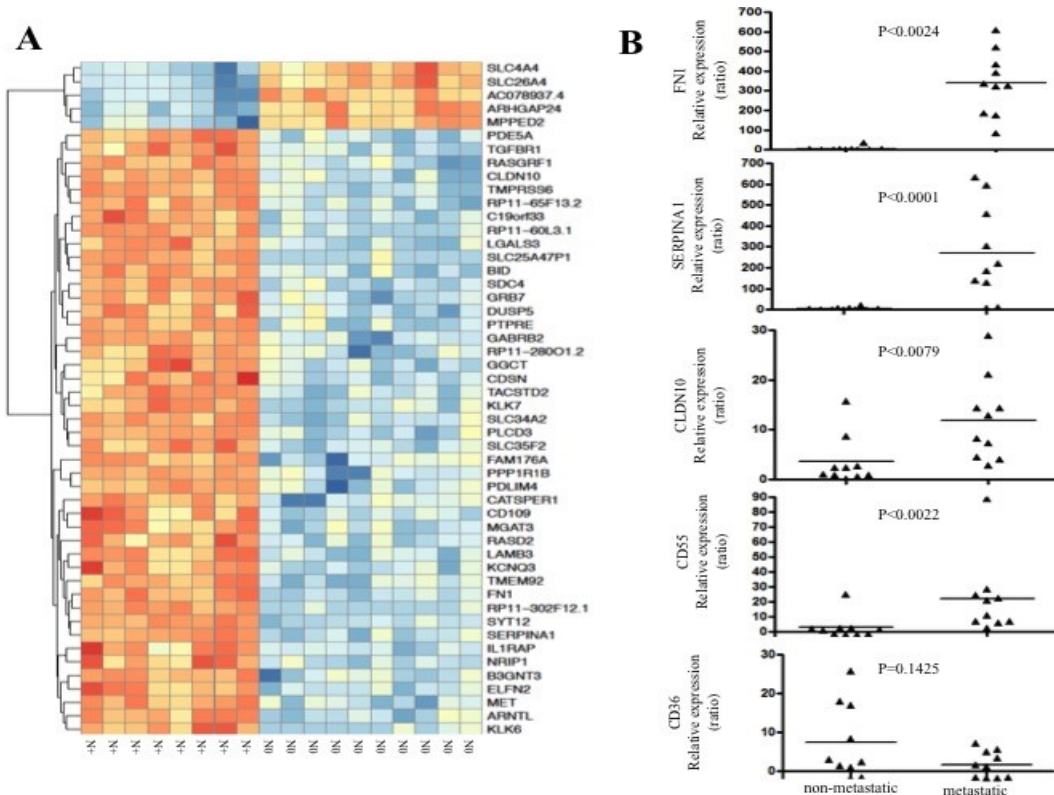 A
SLC4A4
SLC26A4
AC078937.4
ARHGAP24
MPPED2
PDE5A
TGFBR1
RASGRF1
CLDN10
TMPRSS6
RP11-65F13.2
C19orf33
RP11-60L3.1
LGALS3
SLC25A47P1
BID
SDC4
GRB7
DUSP5
PTPRE
GABRB2
RP11-280O1.2
GGCT
CDSN
TACSTD2
KLK7
SLC34A2
PLCD3
SLC35F2
FAM176A
PPP1R1B
PDLIM4
CATSPER1
CD109
MGAT3
RASD2
LAMB3
KCNQ3
TMEM92
FN1
RP11-302F12.1
SYT12
SERPINA1
IL1RAP
NRIP1
B3GNT3
ELFN2
MET
ARNTL
KLK6
N+ N+ N+ N+ N+ N+ N+ N+ N0 N0 N0 N0 N0 N0 N0 N0 N0 N0
B
FN1
Relative expression
(ratio)
700
600
500
400
300
200
100
0
P<0.0024
SERPINA1
Relative expression
(ratio)
700
600
500
400
300
200
100
0
P<0.0001
CLDN10
Relative expression
(ratio)
30
20
10
0
P<0.0079
CD55
Relative expression
(ratio)
90
80
70
60
50
40
30
20
10
0
P<0.0022
CD36
Relative expression
(ratio)
30
20
10
0
P=0.1425
non-metastatic metastatic